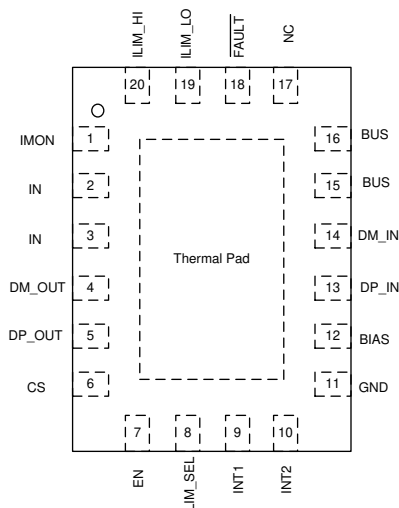 ILIM_HI
ILIM_LO
FAULT
NC
20
19
18
17
IMON
1
16
BUS
IN
2
15
BUS
IN
3
14
DM_IN
Thermal Pad
DM_OUT
4
13
DP_IN
DP_OUT
5
12
BIAS
CS
6
11
GND
7
8
9
10
EN
LIM_SEL
INT1
INT2